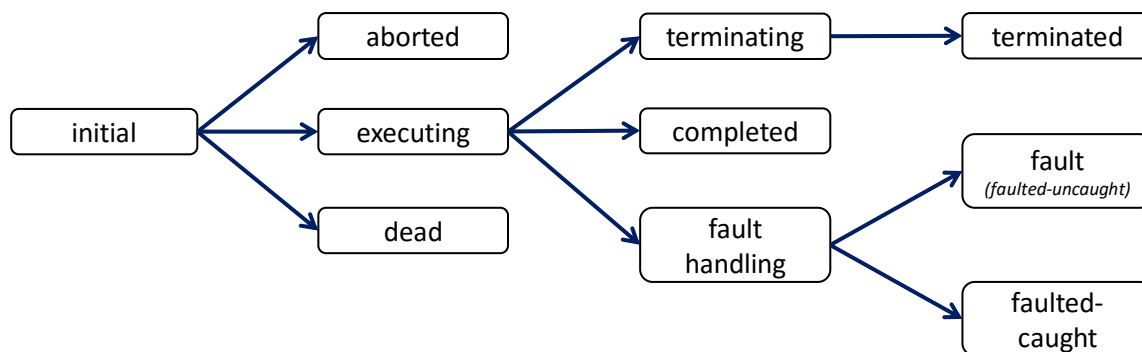 aborted
terminating
terminated
initial
executing
completed
fault
(faulted-uncaught)
dead
fault
handling
faulted-
caught